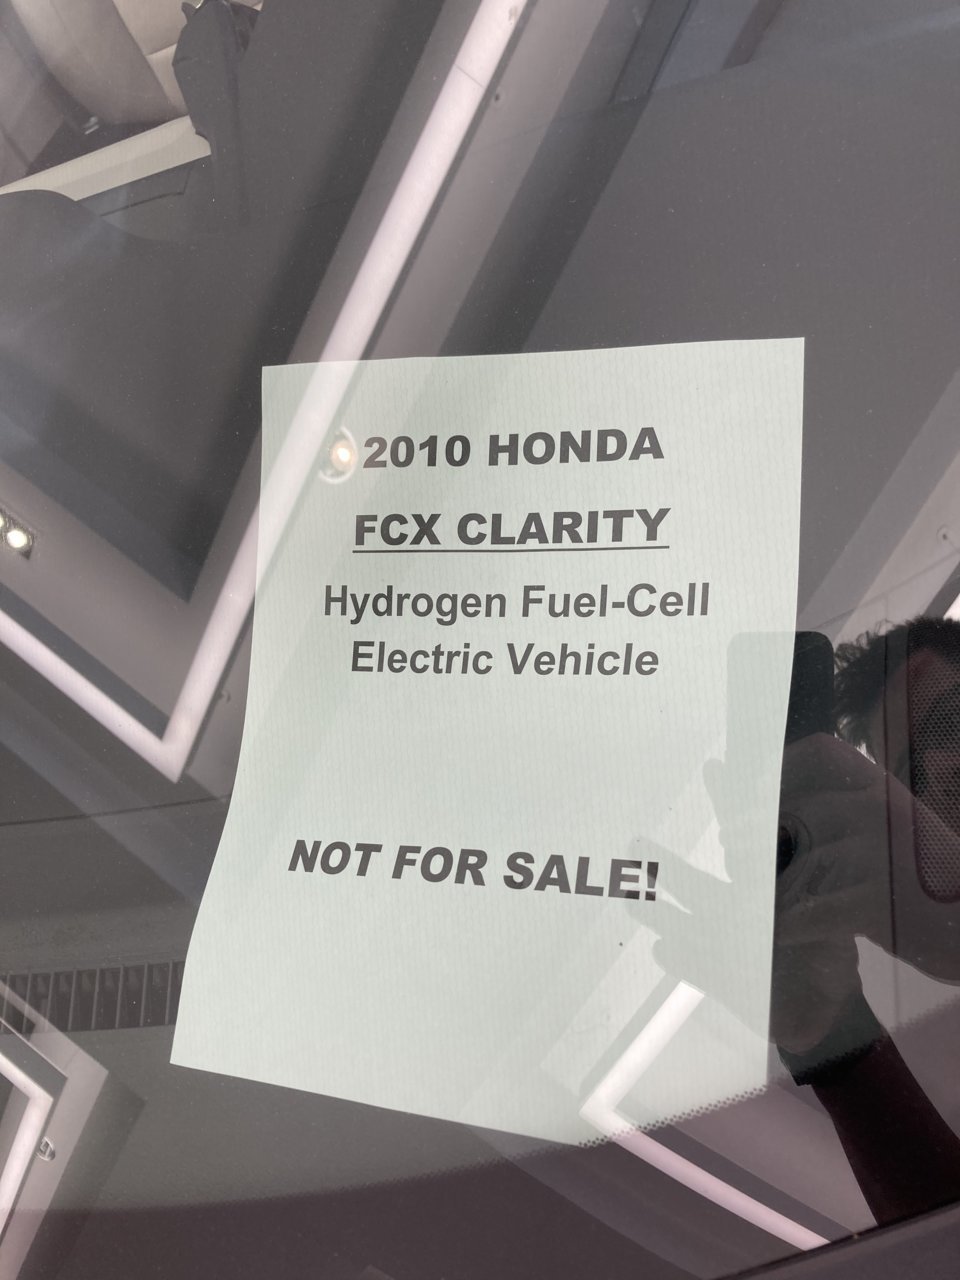 2010 HONDA
FCX CLARITY
Hydrogen Fuel-Cell
Electric Vehicle
NOT FOR SALE!